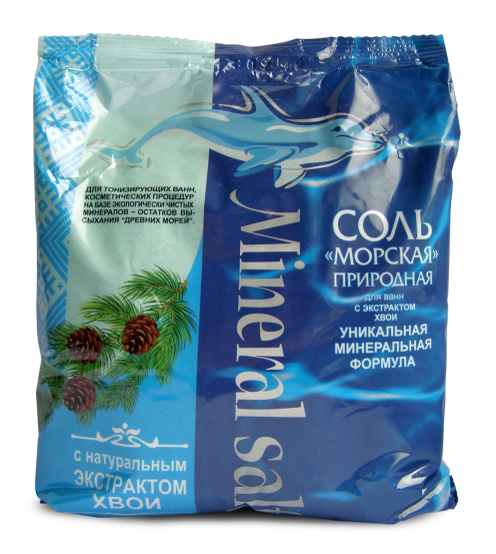 ДЛЯ ТОНИЗИРУЮЩИХ ВАНН,
КОСМЕТИЧЕСКИХ ПРОЦЕДУР
НА БАЗЕ ЭКОЛОГИЧЕСКИ ЧИСТЫХ
МИНЕРАЛОВ – ОСТАТКОВ ВЫ-
СЫХАНИЯ "ДРЕВНИХ МОРЕЙ".
Mineral salt
СОЛЬ
«МОРСКАЯ»
ПРИРОДНАЯ
для ванн
С ЭКСТРАКТОМ
ХВОИ
УНИКАЛЬНАЯ
МИНЕРАЛЬНАЯ
ФОРМУЛА
с натуральным
ЭКСТРАКТОМ
ХВОИ